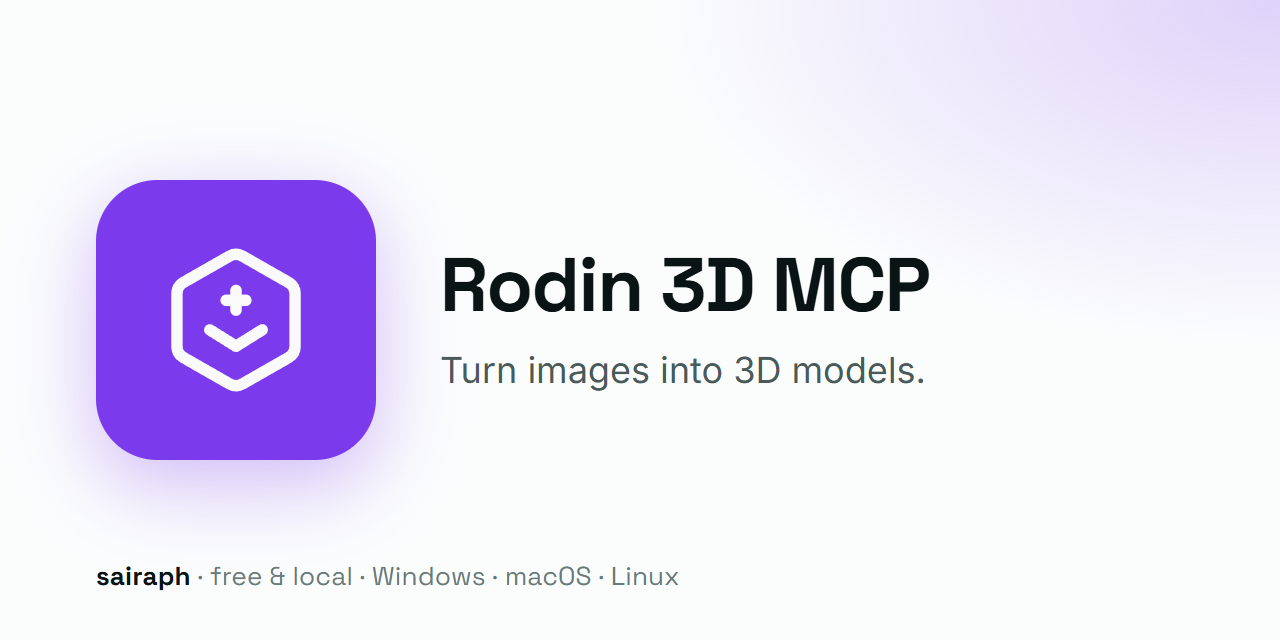 Rodin 3D MCP
Turn images into 3D models.
sairaph · free & local · Windows · macOS · Linux